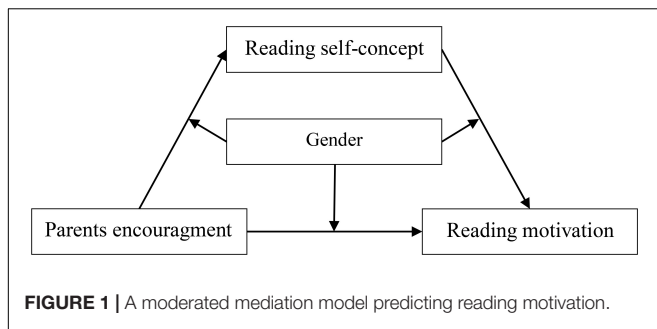 Reading self-concept
Gender
Parents encouragment
Reading motivation
FIGURE 1 | A moderated mediation model predicting reading motivation.